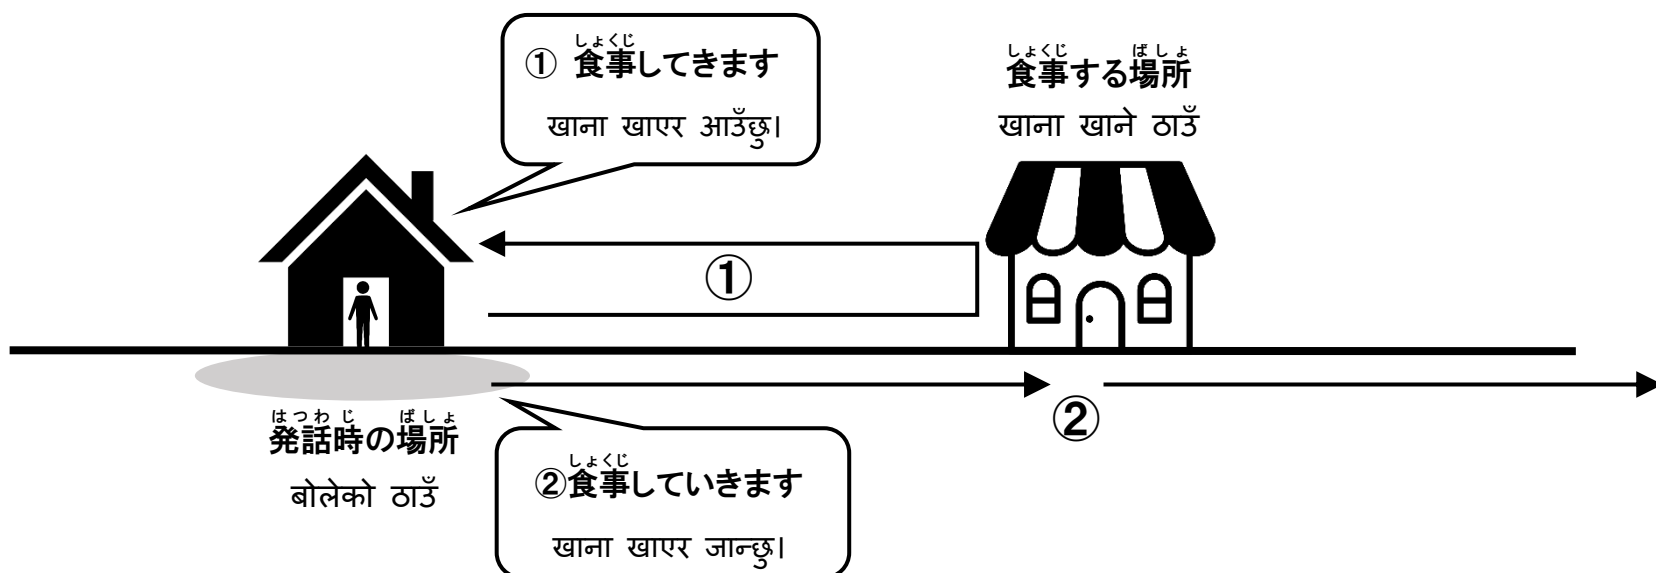 しょくじ
① 食事してきます
खाना खाएर आउँछु।
しょくじ ばしょ
食事する場所
खाना खाने ठाउँ
①
②
はつわじ ばしょ
発話時の場所
बोलेको ठाउँ
しょくじ
②食事していきます
खाना खाएर जान्छु।